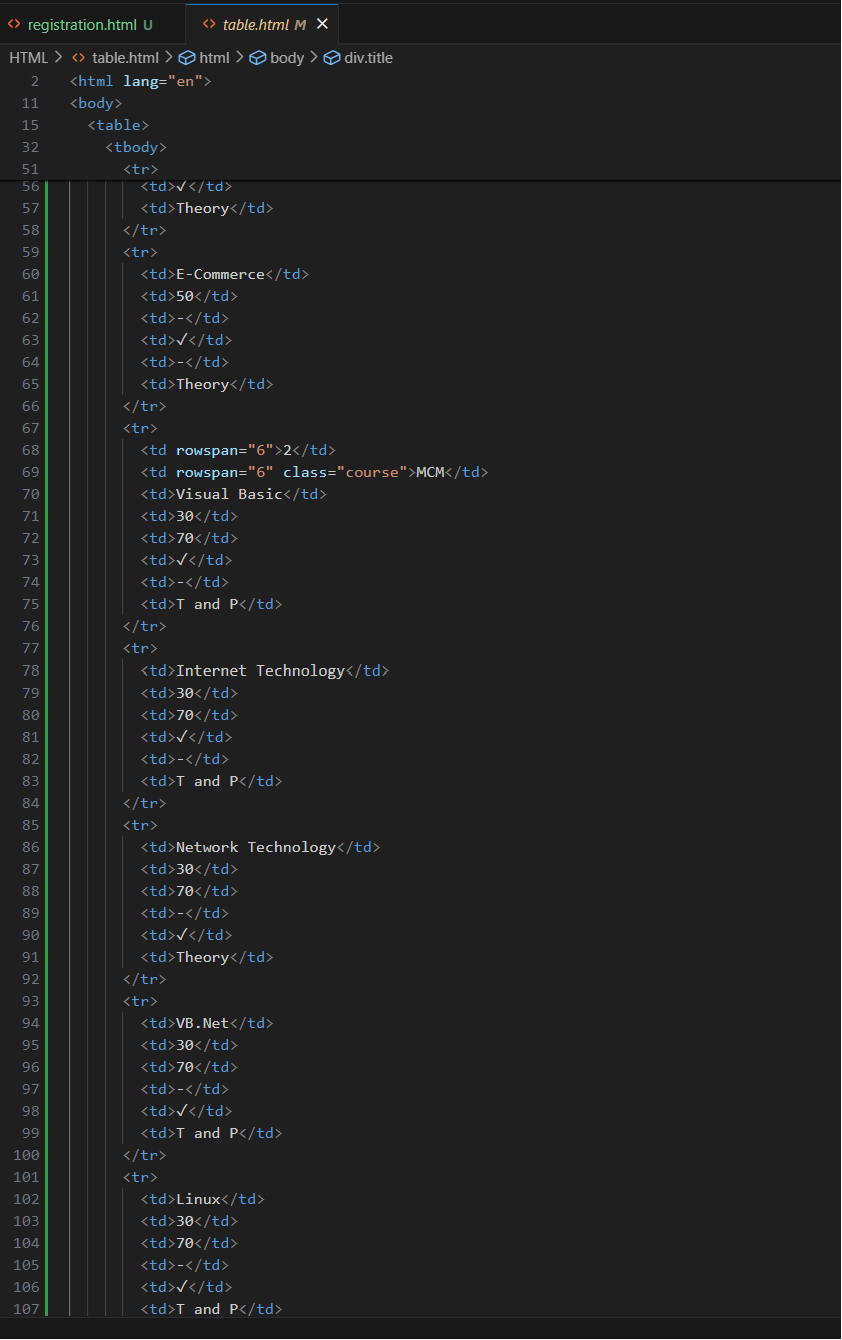 registration.html U
table.html M
HTML > table.html > html > body > div.title
2 <html lang="en">
11 <body>
15 <table>
32 <tbody>
51 <tr>
56 <td>✓</td>
57 <td>Theory</td>
58 </tr>
59 <tr>
60 <td>E-Commerce</td>
61 <td>50</td>
62 <td>-</td>
63 <td>✓</td>
64 <td>-</td>
65 <td>Theory</td>
66 </tr>
67 <tr>
68 <td rowspan="6">2</td>
69 <td rowspan="6" class="course">MCM</td>
70 <td>Visual Basic</td>
71 <td>30</td>
72 <td>70</td>
73 <td>✓</td>
74 <td>-</td>
75 <td>T and P</td>
76 </tr>
77 <tr>
78 <td>Internet Technology</td>
79 <td>30</td>
80 <td>70</td>
81 <td>✓</td>
82 <td>-</td>
83 <td>T and P</td>
84 </tr>
85 <tr>
86 <td>Network Technology</td>
87 <td>30</td>
88 <td>70</td>
89 <td>-</td>
90 <td>✓</td>
91 <td>Theory</td>
92 </tr>
93 <tr>
94 <td>VB.Net</td>
95 <td>30</td>
96 <td>70</td>
97 <td>-</td>
98 <td>✓</td>
99 <td>T and P</td>
100 </tr>
101 <tr>
102 <td>Linux</td>
103 <td>30</td>
104 <td>70</td>
105 <td>-</td>
106 <td>✓</td>
107 <td>T and P</td>